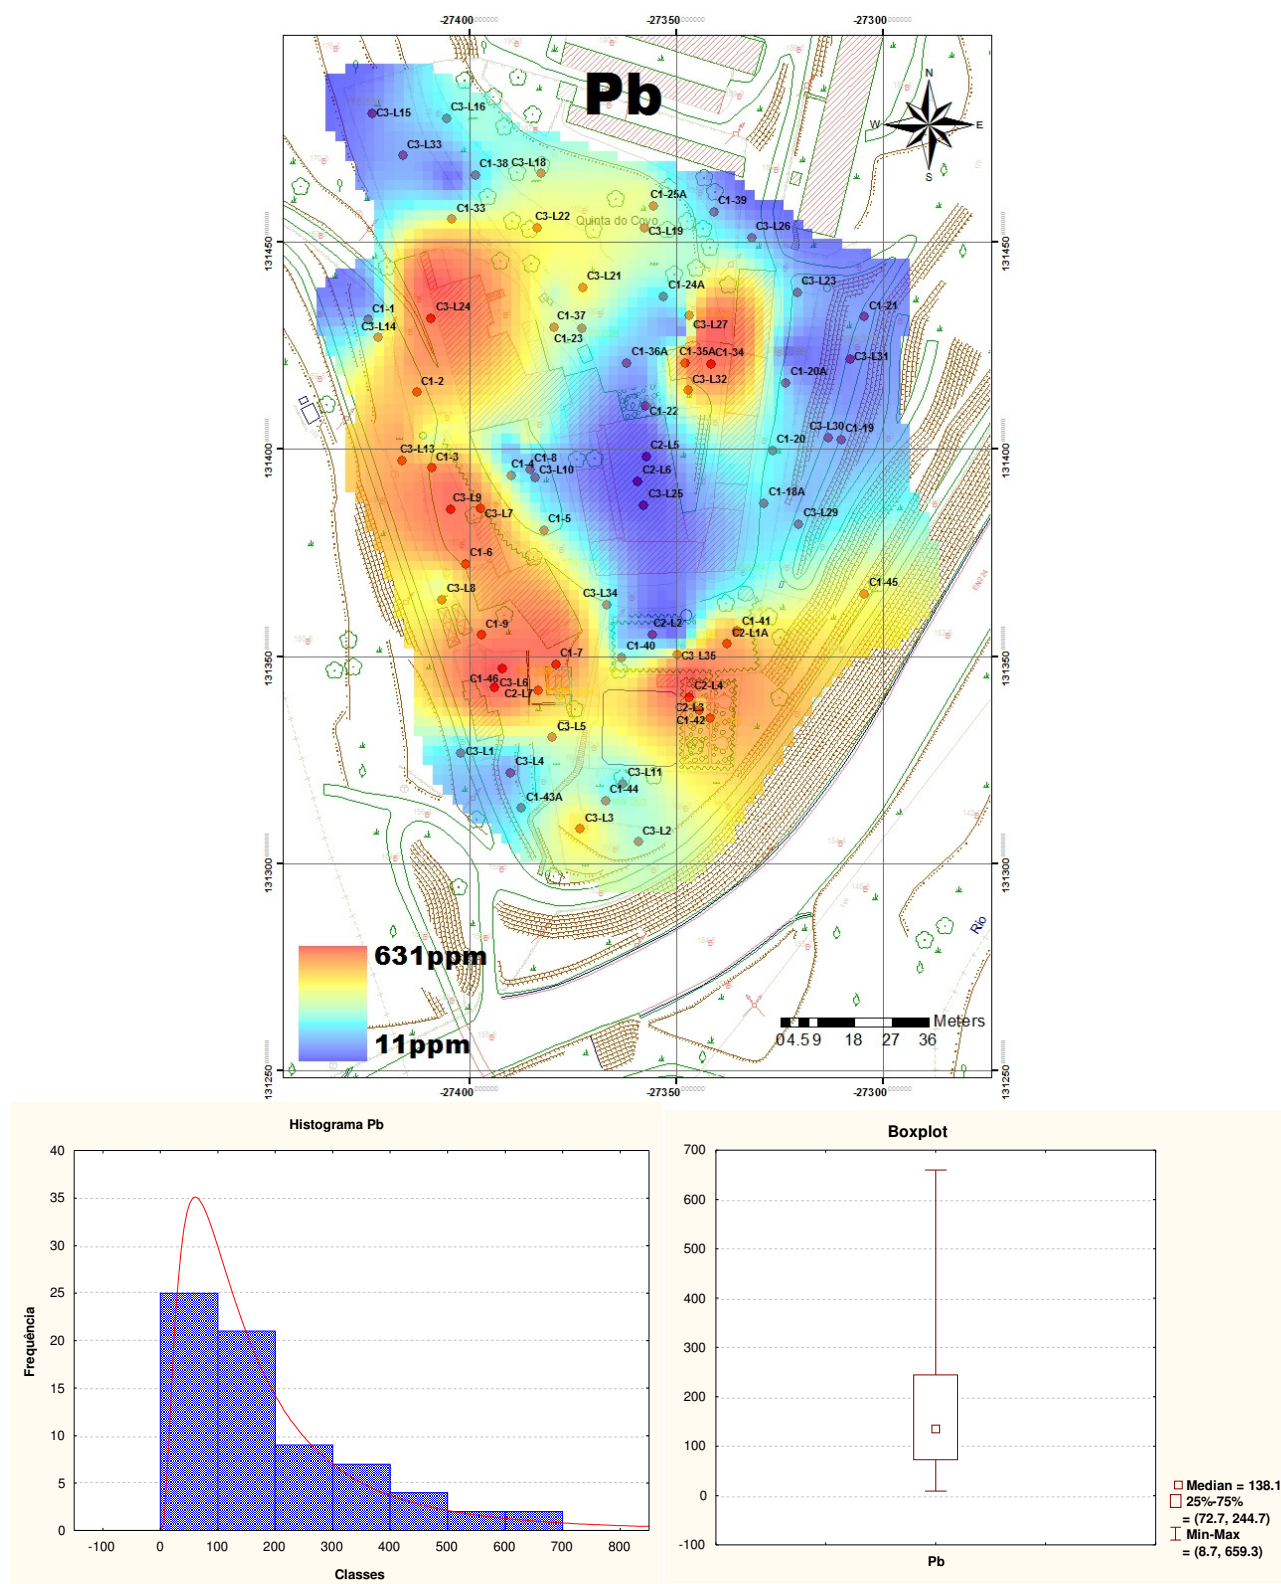 -27400
-27350
-27300
Pb
N
W
E
S
C3-L15
C3-L16
C3-L33
C1-38
C3-L18
C1-25A
C1-39
C1-33
C3-L22
Quinta do Covo
C3-L19
C3-L26
131450
131450
C3-L21
C1-24A
C3-L23
C1-1
C3-L24
C1-21
C3-L14
C1-37
C3-L27
C1-23
C1-36A
C1-35A
C1-34
C3-L31
C1-2
C3-L32
C1-20A
C1-22
C3-L30
C1-19
131400
131400
C3-L13
C1-3
C1-8
C1-4
C3-L10
C2-L5
C1-20
C2-L6
C3-L9
C3-L7
C3-L25
C1-18A
C1-5
C3-L29
C1-6
C3-L8
C3-L34
C1-45
EN224
C1-9
C2-L2
C1-41
C2-L1A
131350
131350
C1-7
C1-40
C3-L35
C1-46
C3-L6
C2-L7
C2-L4
C2-L3
C1-42
C3-L5
C3-L1
C3-L4
C3-L11
C1-43A
C1-44
C3-L3
C3-L2
131300
131300
Rio
631ppm
11ppm
Meters
0 4.5 9 18 27 36
131250
131250
-27400
-27350
-27300
Histograma Pb
40
35
30
25
20
15
10
5
0
Frequência
-100 0 100 200 300 400 500 600 700 800
Classes
Boxplot
700
600
500
400
300
200
100
0
-100
Pb
Median = 138.1
25%-75%
= (72.7, 244.7)
Min-Max
= (8.7, 659.3)